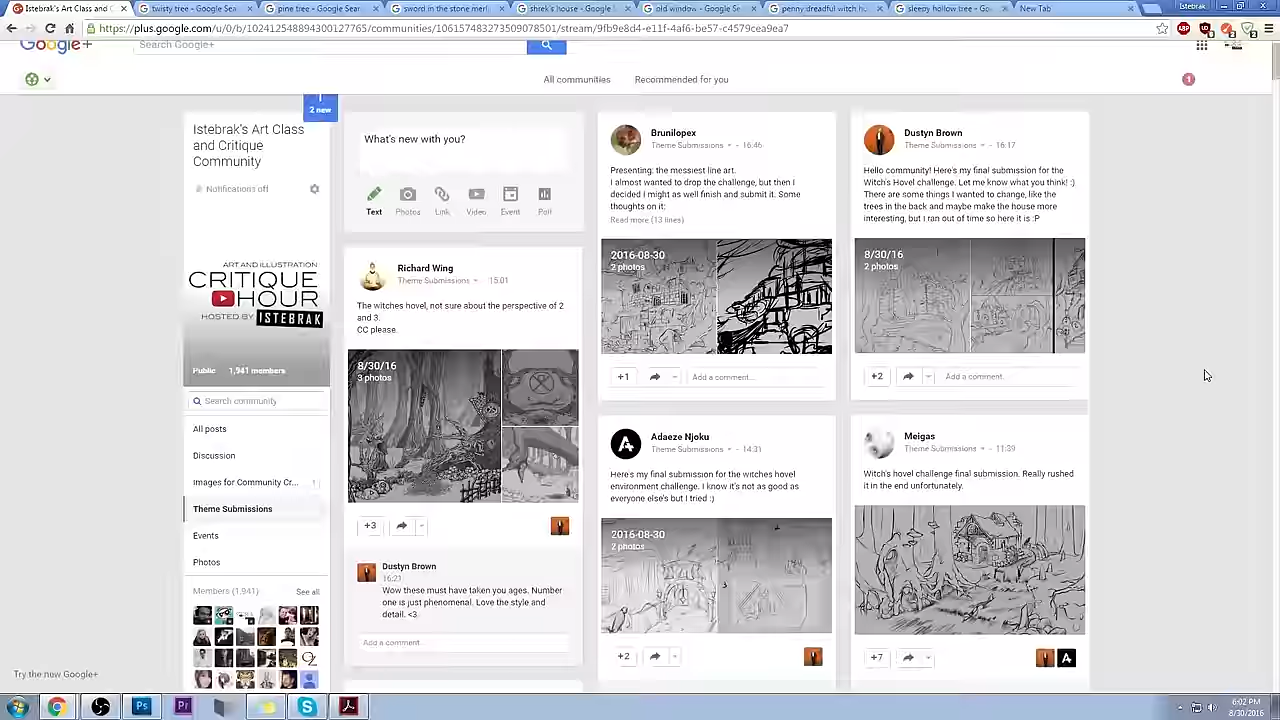 Istebrak's Art Class and C
twisty tree - Google Sea
pine tree - Google Sear
sword in the stone merli
shrek's house - Google
old window - Google Se
penny dreadful witch hu
sleepy hollow tree - Go
New Tab
Istebrak
https://plus.google.com/u/0/b/102412548894300127765/communities/106157483273509078501/stream/9fb9e8d4-e11f-4af6-be57-c4579cea9ea7
Google+
Search Google+
All communities
Recommended for you
1
2 new
Istebrak's Art Class
and Critique
Community
Notifications off
ART AND ILLUSTRATION
CRITIQUE
HOUR
HOSTED BY ISTEBRAK
Public 1,941 members
Search community
All posts
Discussion
Images for Community Cr... 1
Theme Submissions
Events
Photos
Members (1,941) See all
Try the new Google+
What's new with you?
Text Photos Link Video Event Poll
Richard Wing
Theme Submissions - 15:01
The witches hovel, not sure about the perspective of 2
and 3.
CC please.
8/30/16
3 photos
+3
Dustyn Brown
16:21
Wow these must have taken you ages. Number
one is just phenomenal. Love the style and
detail. <3
Add a comment...
Brunilopex
Theme Submissions - 16:46
Presenting: the messiest line art.
I almost wanted to drop the challenge, but then I
decided I might as well finish and submit it. Some
thoughts on it:
Read more (13 lines)
2016-08-30
2 photos
+1
Add a comment...
Adaeze Njoku
Theme Submissions - 14:31
Here's my final submission for the witches hovel
environment challenge. I know it's not as good as
everyone else's but I tried :)
2016-08-30
2 photos
+2
Dustyn Brown
Theme Submissions - 16:17
Hello community! Here's my final submission for the
Witch's Hovel challenge. Let me know what you think! :)
There are some things I wanted to change, like the
trees in the back and maybe make the house more
interesting, but I ran out of time so here it is :P
8/30/16
2 photos
+2
Add a comment...
Meigas
Theme Submissions - 11:39
Witch's hovel challenge final submission. Really rushed
it in the end unfortunately.
+7
6:02 PM
8/30/2016